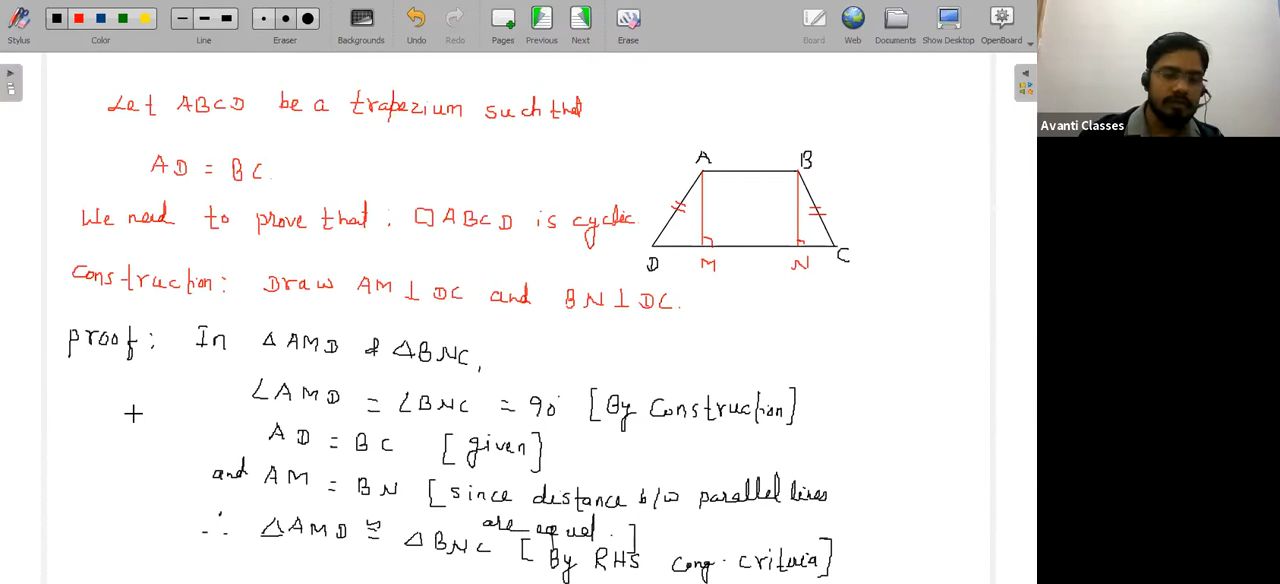 Stylus
Color
Line
Eraser
Backgrounds
Undo
Redo
Pages
Previous
Next
Erase
Board
Web
Documents
Show Desktop
OpenBoard
Avanti Classes
Let ABCD be a trapezium such that
AD = BC.
We need to prove that : □ABCD is cyclic.
Construction: Draw AM ⊥ DC and BN ⊥ DC.
A B
D M N C
proof : In △AMD & △BNC,
∠AMD = ∠BNC = 90° [By Construction]
AD = BC [given]
and AM = BN [since distance b/w parallel lines
are equal.]
∴ △AMD ≅ △BNC [By RHS cong. criteria]